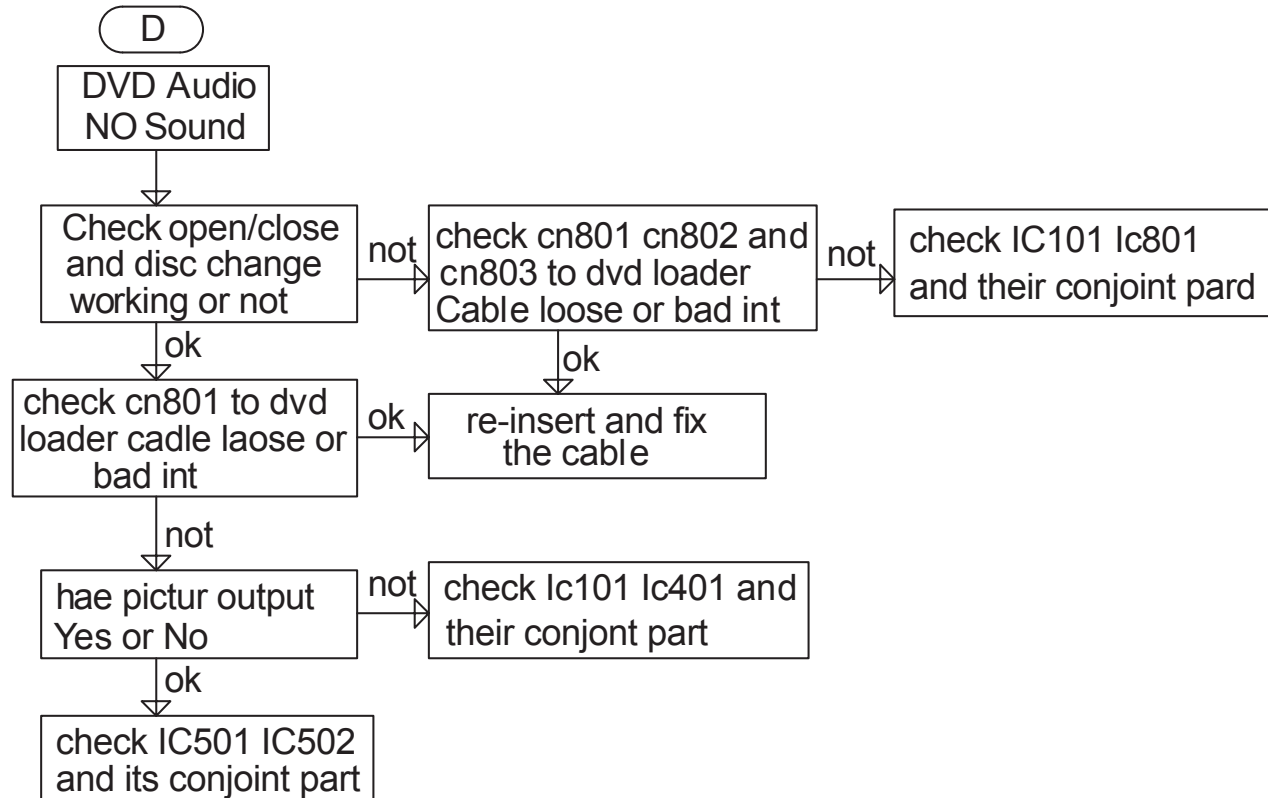 D
DVD Audio
NO Sound
Check open/close
and disc change
working or not
not
check cn801 cn802 and
cn803 to dvd loader
Cable loose or bad int
not
check IC101 Ic801
and their conjoint pard
ok
ok
check cn801 to dvd
loader cadle laose or
bad int
ok
re-insert and fix
the cable
not
hae pictur output
Yes or No
not
check Ic101 Ic401 and
their conjont part
ok
check IC501 IC502
and its conjoint part